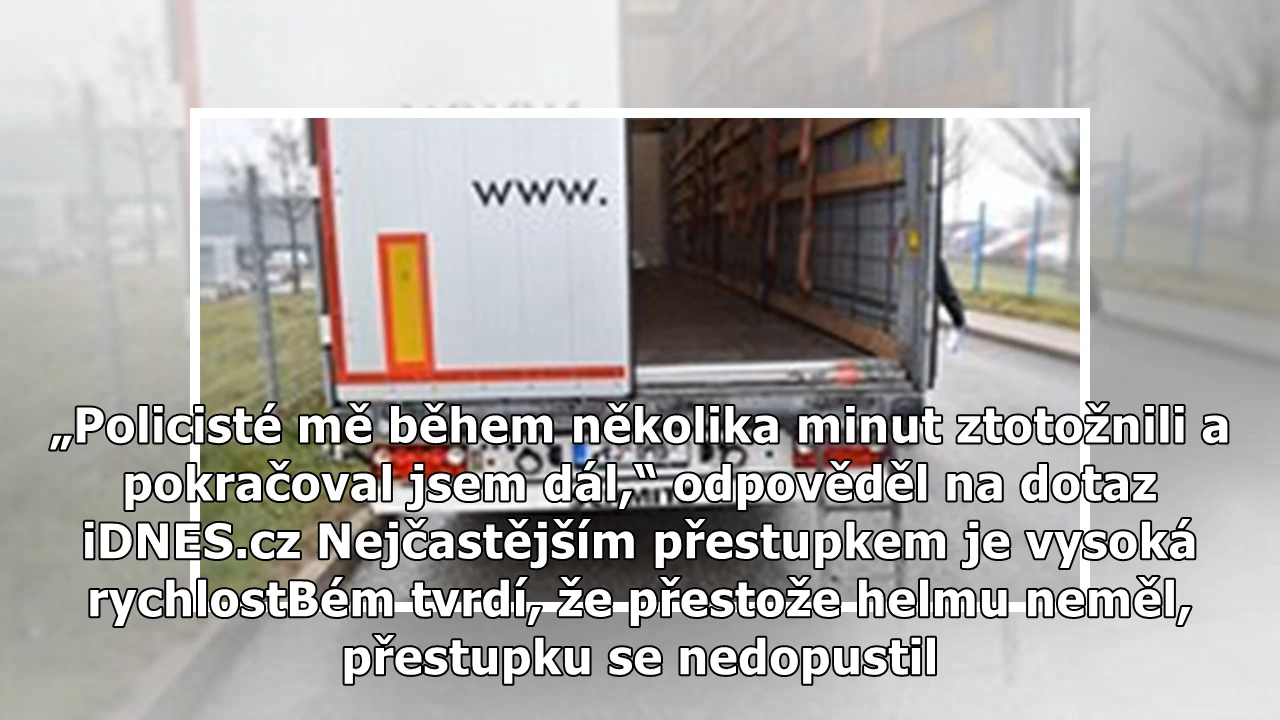 www.
„Policisté mě během několika minut ztotožnili a
pokračoval jsem dál,“ odpověděl na dotaz
iDNES.cz Nejčastějším přestupkem je vysoká
rychlostBém tvrdí, že přestože helmu neměl,
přestupku se nedopustil